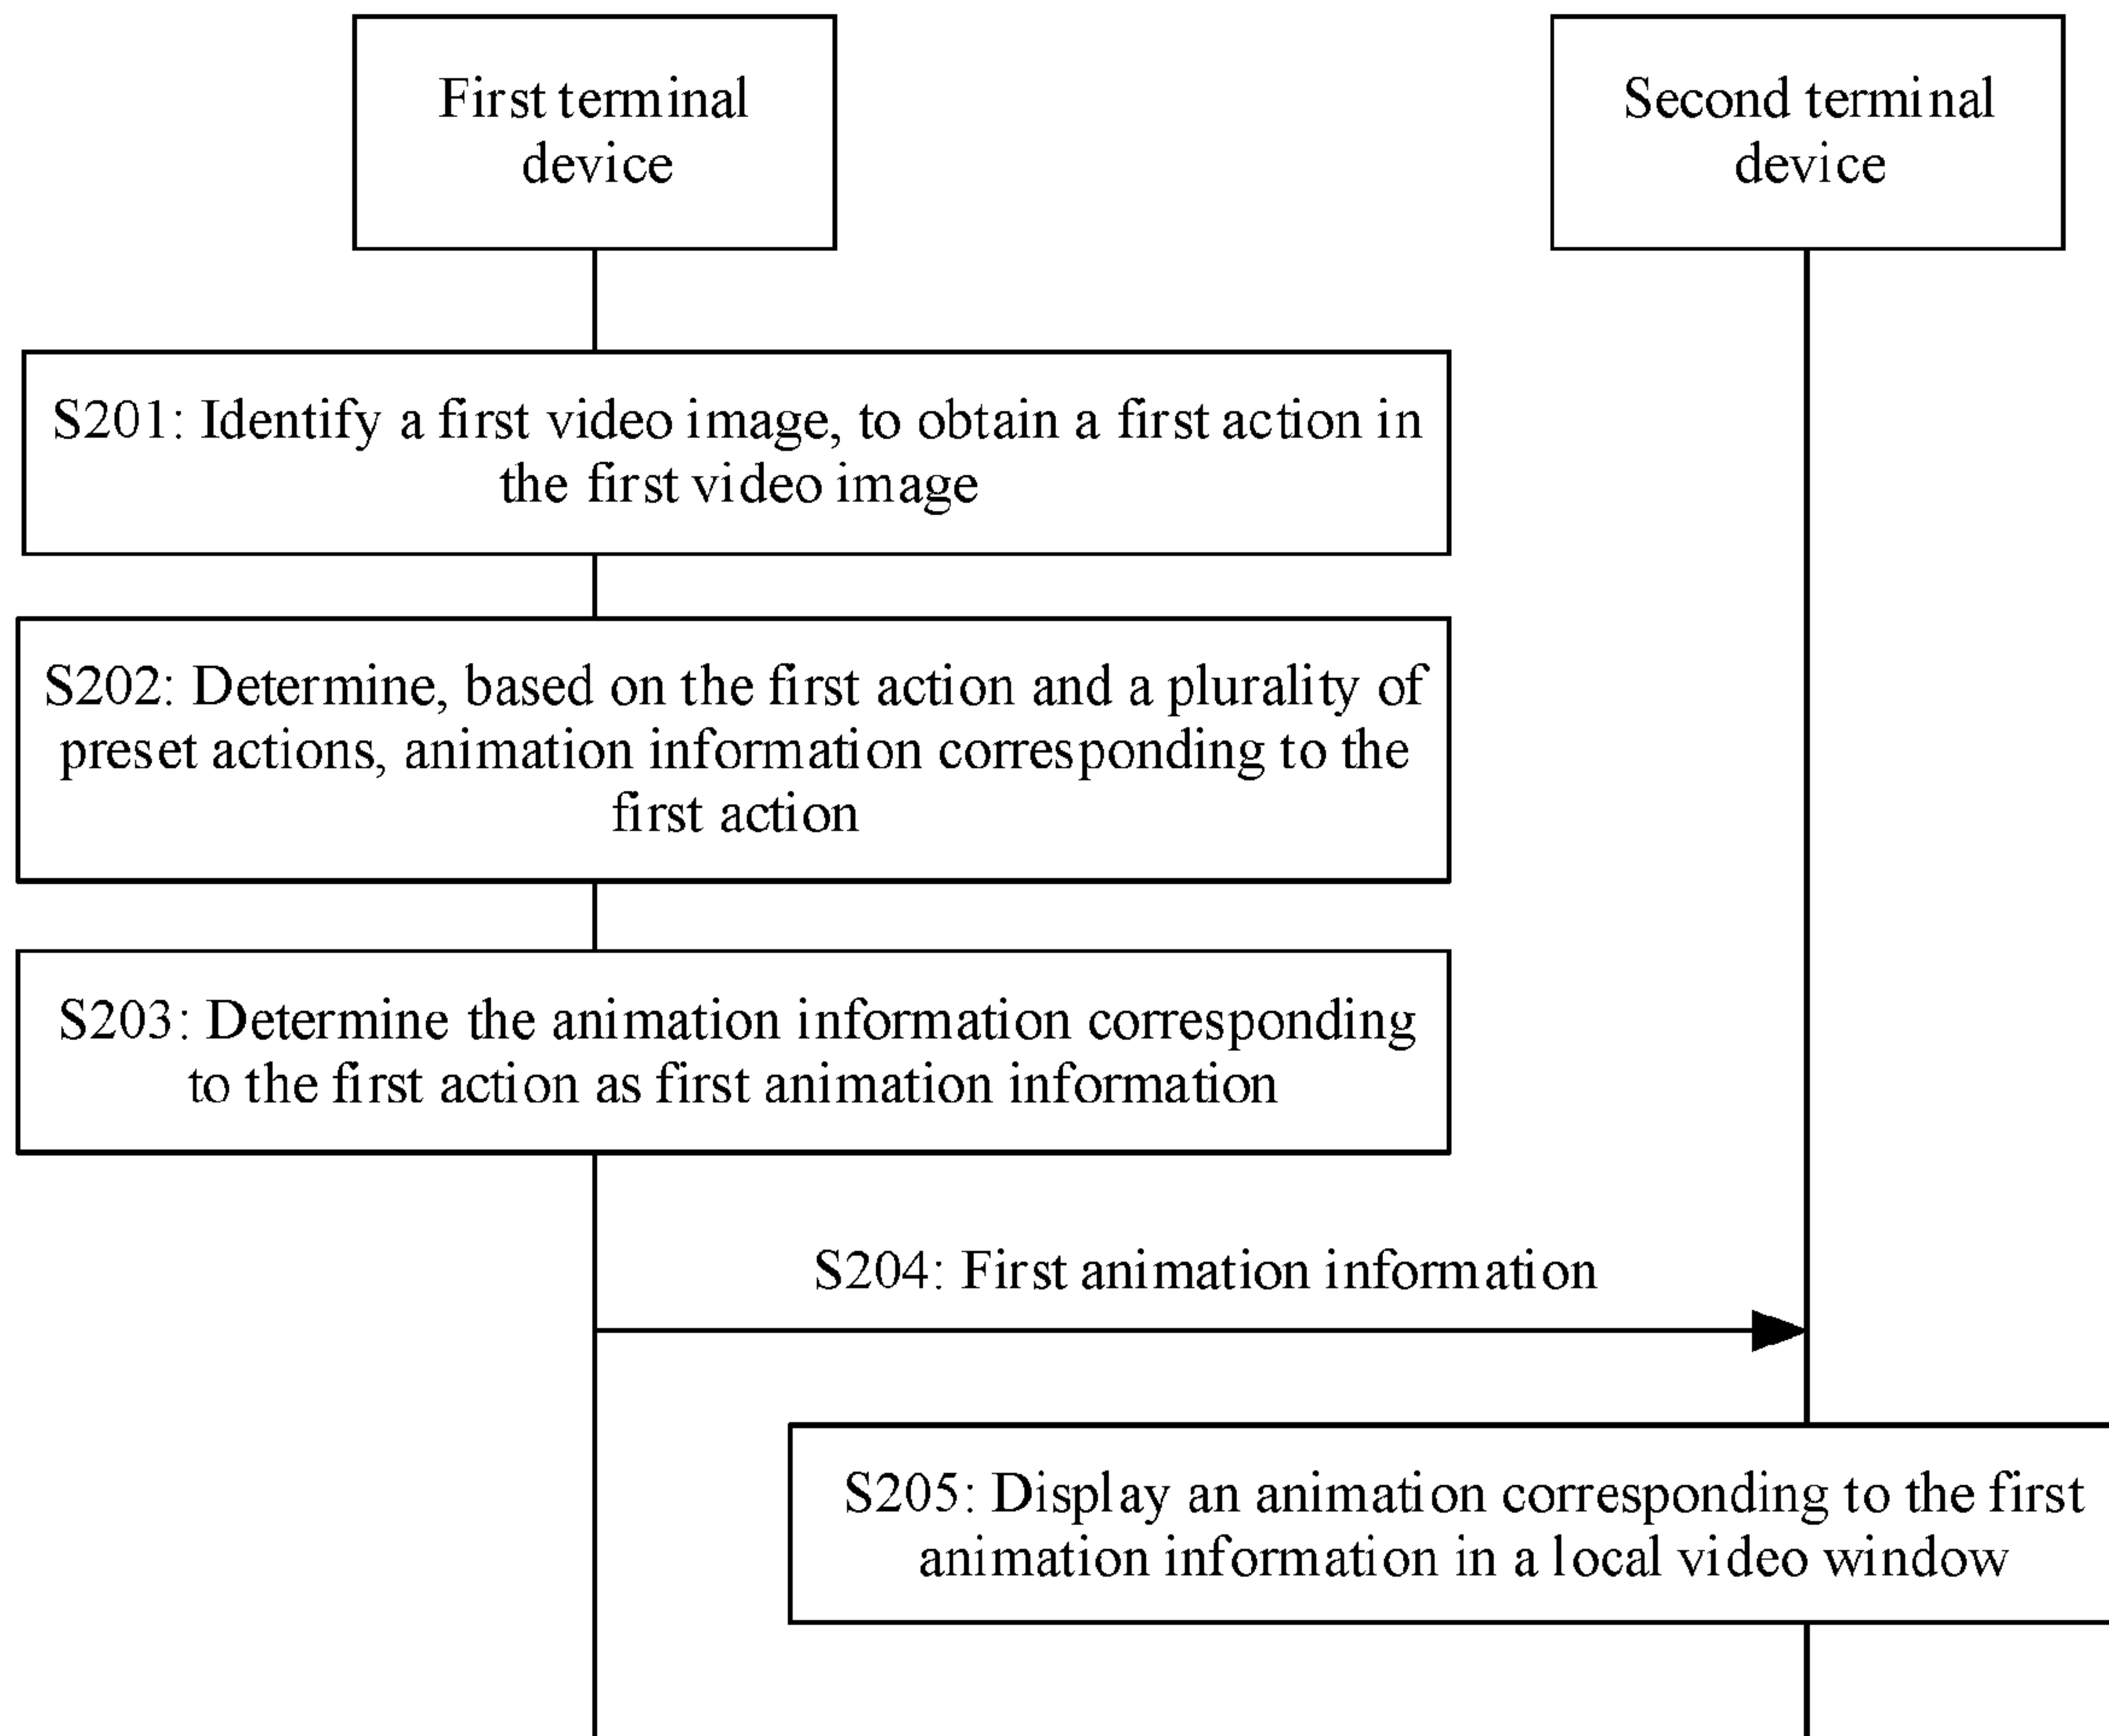 First terminal
device
Second terminal
device
S201: Identify a first video image, to obtain a first action in
the first video image
S202: Determine, based on the first action and a plurality of
preset actions, animation information corresponding to the
first action
S203: Determine the animation information corresponding
to the first action as first animation information
S204: First animation information
S205: Display an animation corresponding to the first
animation information in a local video window